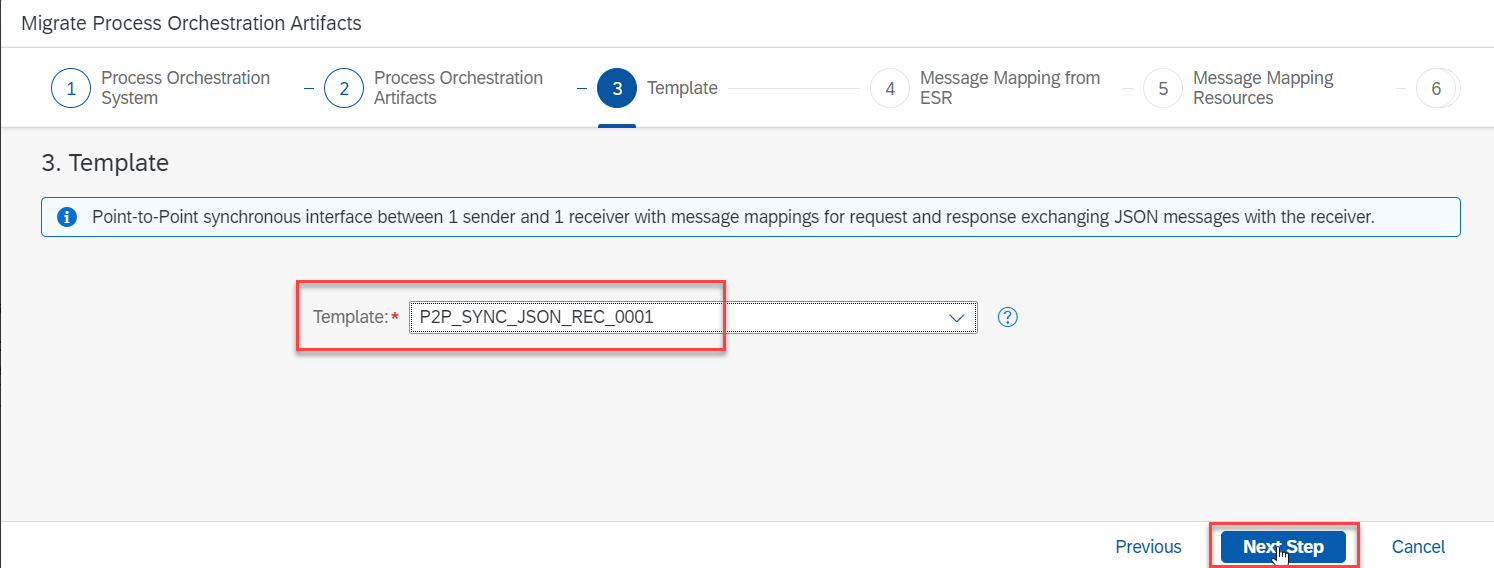 Migrate Process Orchestration Artifacts
1 Process Orchestration
System
2 Process Orchestration
Artifacts
3 Template
4 Message Mapping from
ESR
5 Message Mapping
Resources
6
3. Template
Point-to-Point synchronous interface between 1 sender and 1 receiver with message mappings for request and response exchanging JSON messages with the receiver.
Template:* P2P_SYNC_JSON_REC_0001
Previous Next Step Cancel